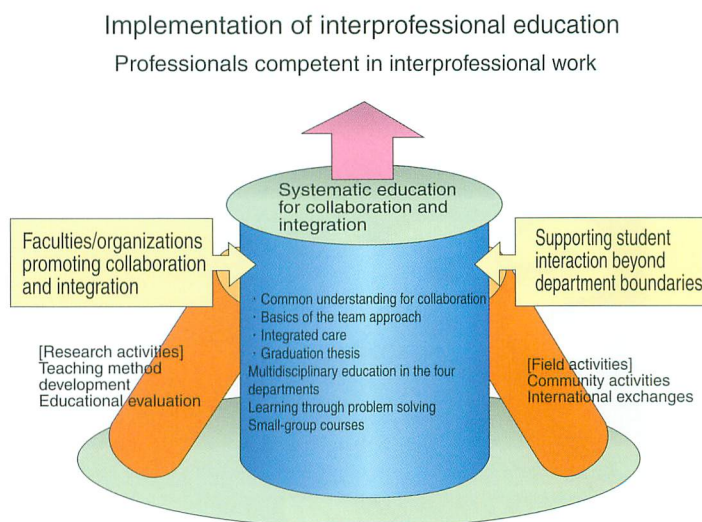 Implementation of interprofessional education
Professionals competent in interprofessional work
Systematic education
for collaboration and
integration
Faculties/organizations
promoting collaboration
and integration
Supporting student
interaction beyond
department boundaries
· Common understanding for collaboration
· Basics of the team approach
· Integrated care
· Graduation thesis
Multidisciplinary education in the four
departments
Learning through problem solving
Small-group courses
[Research activities]
Teaching method
development
Educational evaluation
[Field activities]
Community activities
International exchanges